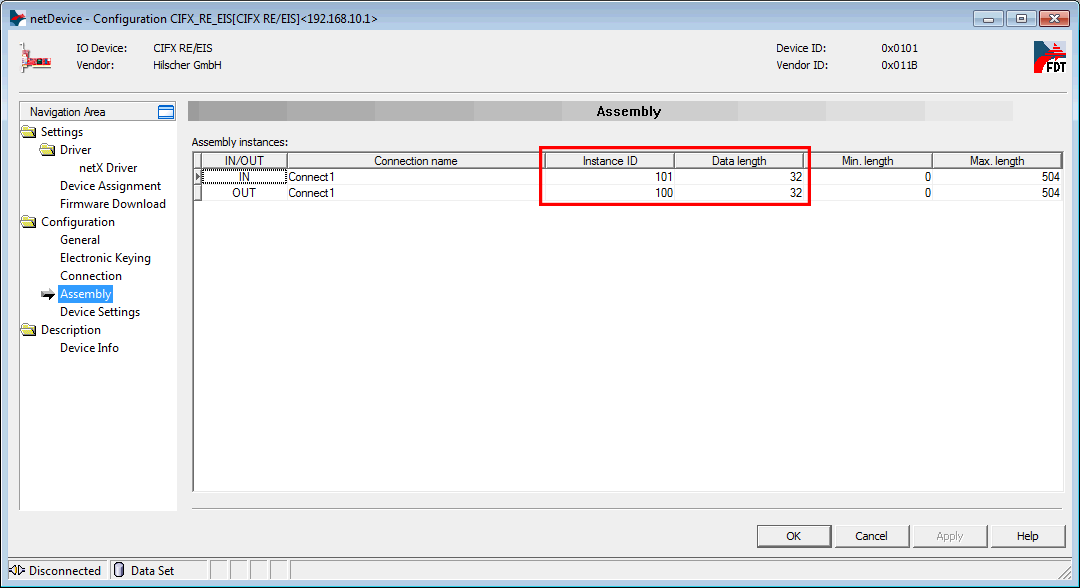 netDevice - Configuration CIFX_RE_EIS[CIFX RE/EIS]<192.168.10.1>
IO Device: CIFX RE/EIS Device ID: 0x0101
Vendor: Hilscher GmbH Vendor ID: 0x011B
FDT
Navigation Area
Settings
Driver
netX Driver
Device Assignment
Firmware Download
Configuration
General
Electronic Keying
Connection
Assembly
Device Settings
Description
Device Info
Assembly
Assembly instances:
IN/OUT Connection name Instance ID Data length Min. length Max. length
IN Connect1 101 32 0 504
OUT Connect1 100 32 0 504
OK Cancel Apply Help
Disconnected Data Set